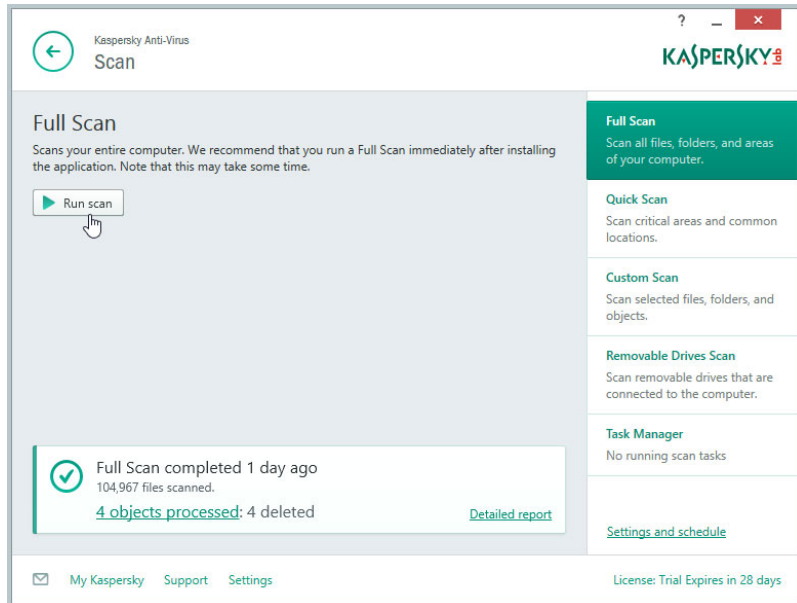 Kaspersky Anti-Virus
Scan
?
KASPERSKY lab
Full Scan
Scans your entire computer. We recommend that you run a Full Scan immediately after installing
the application. Note that this may take some time.
Run scan
Full Scan completed 1 day ago
104,967 files scanned.
4 objects processed: 4 deleted
Detailed report
Full Scan
Scan all files, folders, and areas
of your computer.
Quick Scan
Scan critical areas and common
locations.
Custom Scan
Scan selected files, folders, and
objects.
Removable Drives Scan
Scan removable drives that are
connected to the computer.
Task Manager
No running scan tasks
Settings and schedule
My Kaspersky Support Settings
License: Trial Expires in 28 days